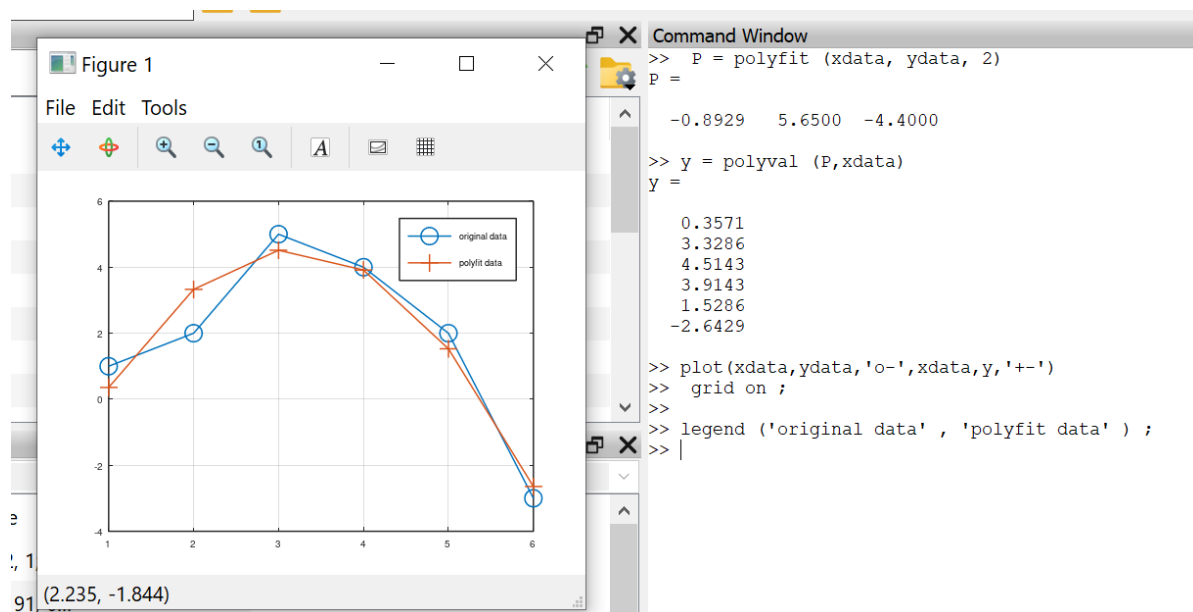 Figure 1
File Edit Tools
A
6
4
2
0
-2
-4
1 2 3 4 5 6
original data
polyfit data
(2.235, -1.844)
Command Window
>>  P = polyfit (xdata, ydata, 2)
P =
-0.8929   5.6500  -4.4000
>> y = polyval (P,xdata)
y =
0.3571
3.3286
4.5143
3.9143
1.5286
-2.6429
>> plot(xdata,ydata,'o-',xdata,y,'+-')
>>  grid on ;
>>
>> legend ('original data' , 'polyfit data' ) ;
>>